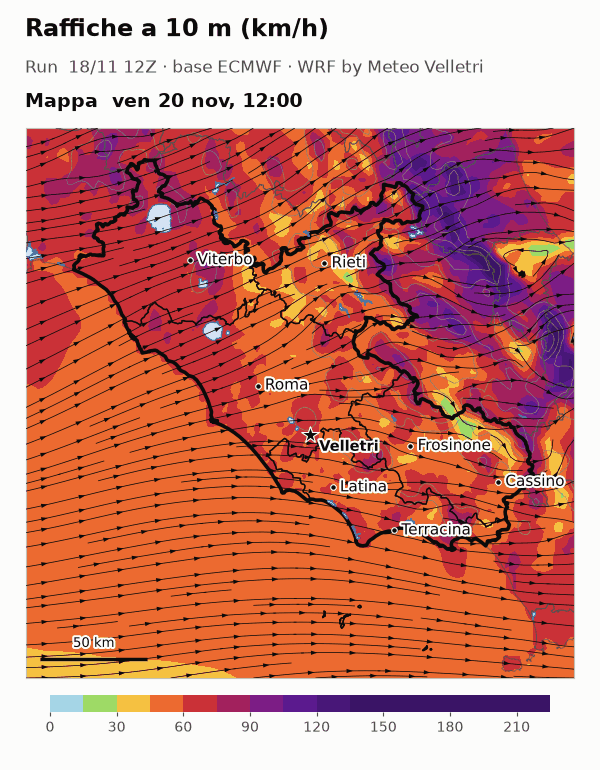 Raffiche a 10 m (km/h)
Run  18/11 12Z · base ECMWF · WRF by Meteo Velletri
Mappa  ven 20 nov, 12:00
Viterbo
Rieti
Roma
Velletri
Frosinone
Cassino
Latina
Terracina
50 km
0 30 60 90 120 150 180 210